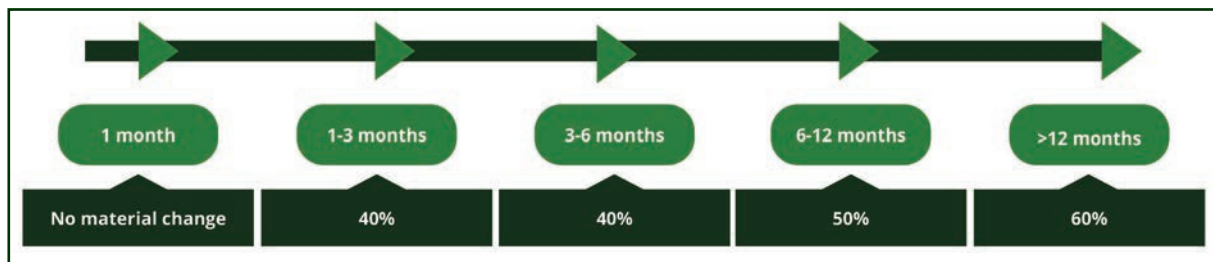 1 month
1-3 months
3-6 months
6-12 months
>12 months
No material change
40%
40%
50%
60%